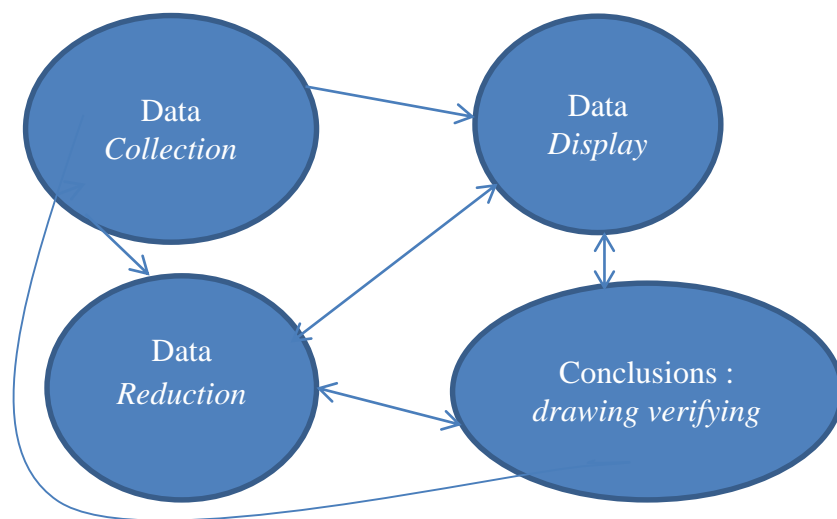 Data
Collection
Data
Display
Data
Reduction
Conclusions :
drawing verifying